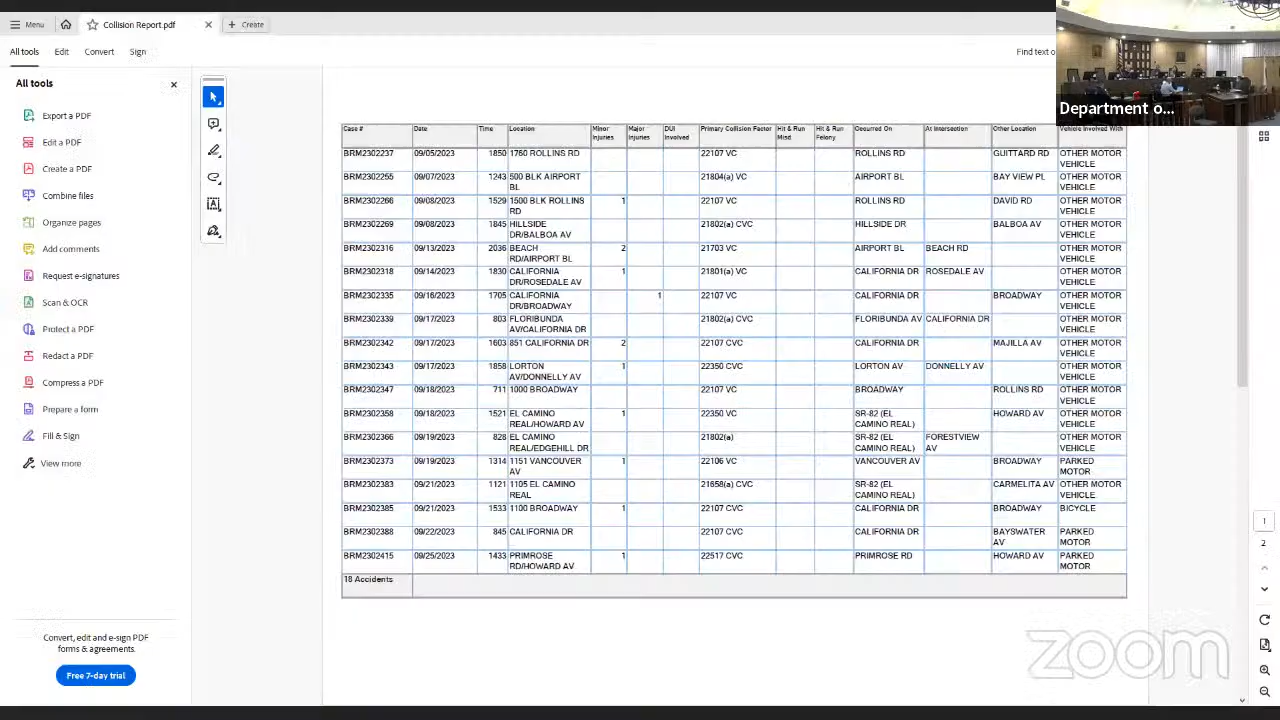 Menu
Collision Report.pdf
Create
All tools Edit Convert Sign
Find text o
Department o...
All tools
Export a PDF
Edit a PDF
Create a PDF
Combine files
Organize pages
Add comments
Request e-signatures
Scan & OCR
Protect a PDF
Redact a PDF
Compress a PDF
Prepare a form
Fill & Sign
View more
Convert, edit and e-sign PDF
forms & agreements.
Free 7-day trial
Case # Date Time Location Minor Injuries Major Injuries DUI Involved Primary Collision Factor Hit & Run Misd Hit & Run Felony Occurred On At Intersection Other Location Vehicle Involved With
BRM2302237 09/05/2023 1850 1760 ROLLINS RD 22107 VC ROLLINS RD GUITTARD RD OTHER MOTOR VEHICLE
BRM2302255 09/07/2023 1243 500 BLK AIRPORT BL 21804(a) VC AIRPORT BL BAY VIEW PL OTHER MOTOR VEHICLE
BRM2302266 09/08/2023 1529 1500 BLK ROLLINS RD 1 22107 VC ROLLINS RD DAVID RD OTHER MOTOR VEHICLE
BRM2302269 09/08/2023 1845 HILLSIDE DR/BALBOA AV 21802(a) CVC HILLSIDE DR BALBOA AV OTHER MOTOR VEHICLE
BRM2302316 09/13/2023 2036 BEACH RD/AIRPORT BL 2 21703 VC AIRPORT BL BEACH RD OTHER MOTOR VEHICLE
BRM2302318 09/14/2023 1830 CALIFORNIA DR/ROSEDALE AV 1 21801(a) VC CALIFORNIA DR ROSEDALE AV OTHER MOTOR VEHICLE
BRM2302335 09/16/2023 1705 CALIFORNIA DR/BROADWAY 1 22107 VC CALIFORNIA DR BROADWAY OTHER MOTOR VEHICLE
BRM2302339 09/17/2023 803 FLORIBUNDA AV/CALIFORNIA DR 21802(a) CVC FLORIBUNDA AV CALIFORNIA DR OTHER MOTOR VEHICLE
BRM2302342 09/17/2023 1603 851 CALIFORNIA DR 2 22107 CVC CALIFORNIA DR MAJILLA AV OTHER MOTOR VEHICLE
BRM2302343 09/17/2023 1858 LORTON AV/DONNELLY AV 1 22350 CVC LORTON AV DONNELLY AV OTHER MOTOR VEHICLE
BRM2302347 09/18/2023 711 1000 BROADWAY 22107 VC BROADWAY ROLLINS RD OTHER MOTOR VEHICLE
BRM2302358 09/18/2023 1521 EL CAMINO REAL/HOWARD AV 1 22350 VC SR-82 (EL CAMINO REAL) HOWARD AV OTHER MOTOR VEHICLE
BRM2302366 09/19/2023 828 EL CAMINO REAL/EDGEHILL DR 21802(a) SR-82 (EL CAMINO REAL) FORESTVIEW AV OTHER MOTOR VEHICLE
BRM2302373 09/19/2023 1314 1151 VANCOUVER AV 1 22106 VC VANCOUVER AV BROADWAY PARKED MOTOR
BRM2302383 09/21/2023 1121 1105 EL CAMINO REAL 21658(a) CVC SR-82 (EL CAMINO REAL) CARMELITA AV OTHER MOTOR VEHICLE
BRM2302385 09/21/2023 1533 1100 BROADWAY 1 22107 CVC CALIFORNIA DR BROADWAY BICYCLE
BRM2302388 09/22/2023 845 CALIFORNIA DR 22107 CVC CALIFORNIA DR BAYSWATER AV PARKED MOTOR
BRM2302415 09/25/2023 1433 PRIMROSE RD/HOWARD AV 1 22517 CVC PRIMROSE RD HOWARD AV PARKED MOTOR
18 Accidents
1
2
zoom